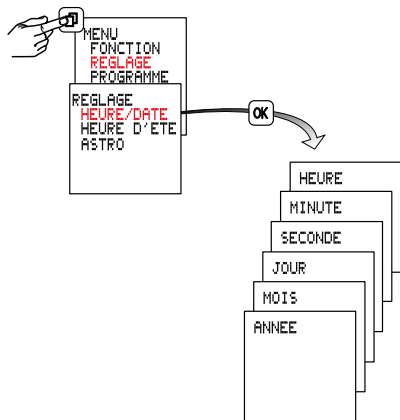 MENU
FONCTION
REGLAGE
PROGRAMME
REGLAGE
HEURE/DATE
HEURE D'ETE
ASTRO
OK
HEURE
MINUTE
SECONDE
JOUR
MOIS
ANNEE